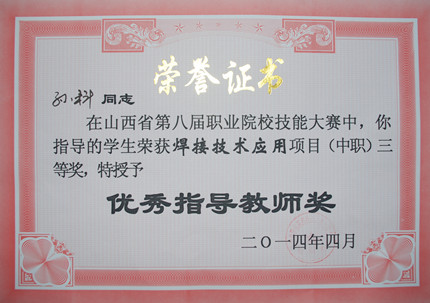 荣誉证书
孙科 同志
在山西省第八届职业院校技能大赛中，你
指导的学生荣获焊接技术应用项目（中职）三
等奖，特授予
优秀指导教师奖
二〇一四年四月